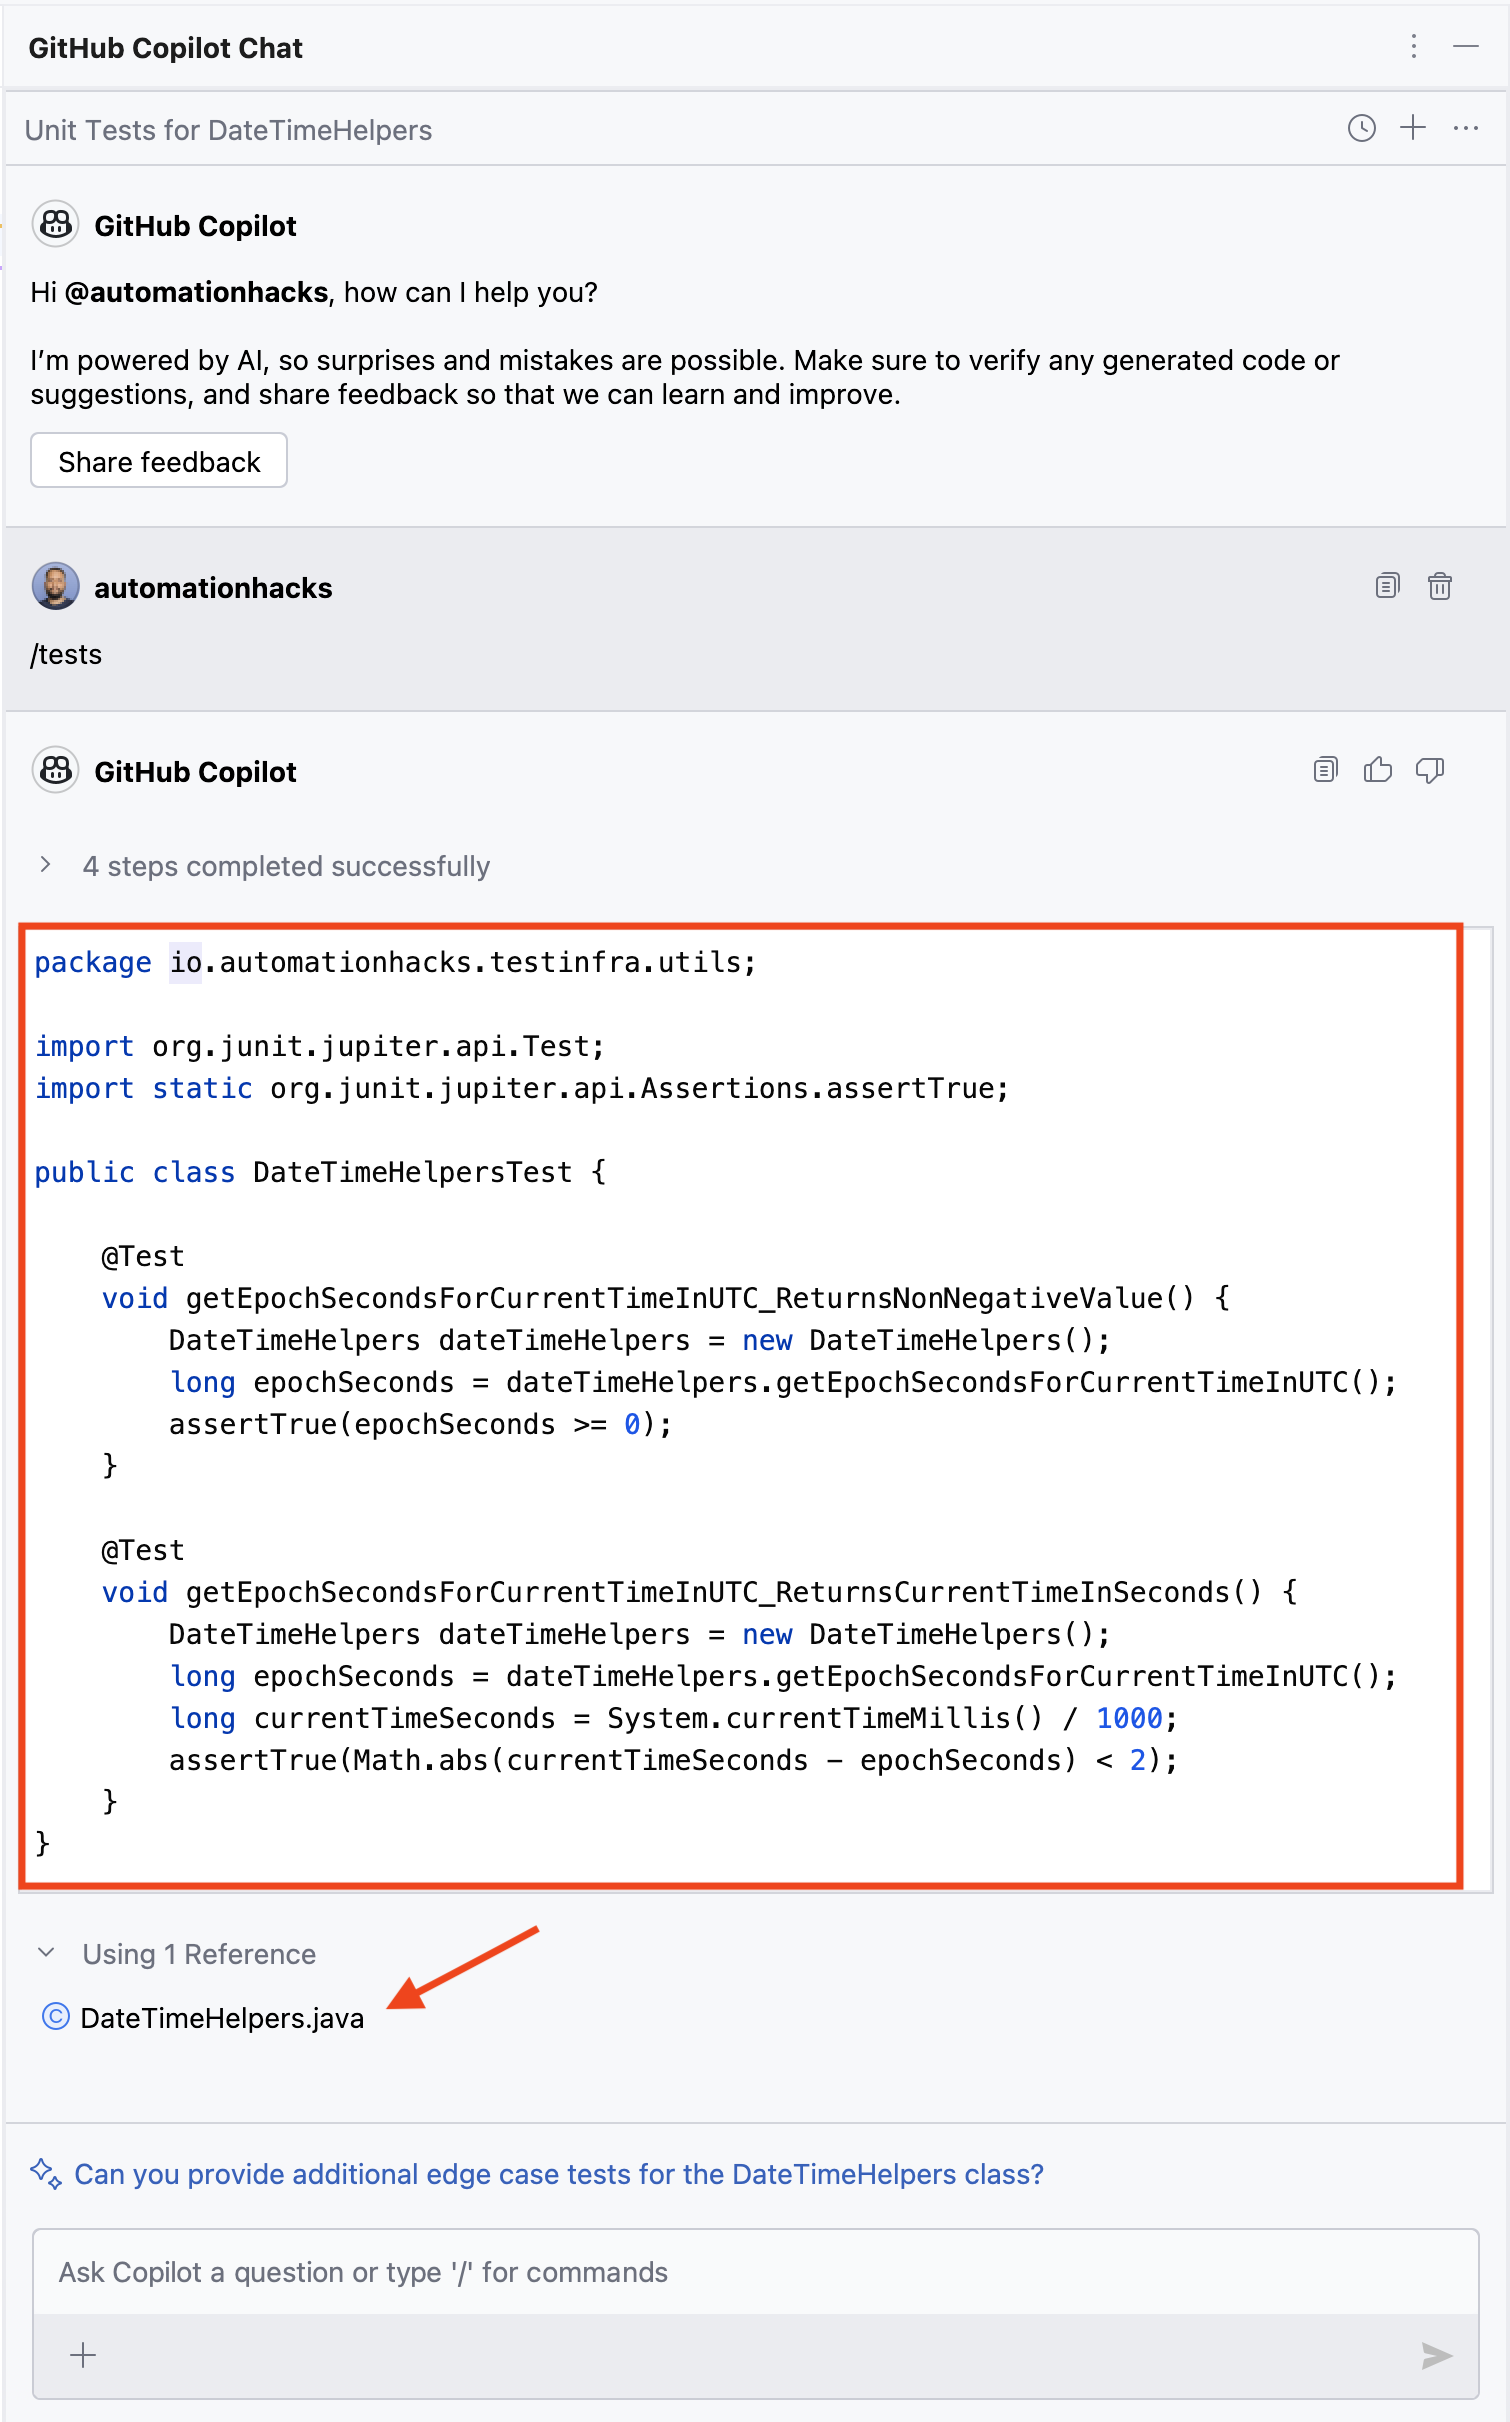 GitHub Copilot Chat
Unit Tests for DateTimeHelpers
GitHub Copilot
Hi @automationhacks, how can I help you?
I’m powered by AI, so surprises and mistakes are possible. Make sure to verify any generated code or
suggestions, and share feedback so that we can learn and improve.
Share feedback
automationhacks
/tests
GitHub Copilot
4 steps completed successfully
package io.automationhacks.testinfra.utils;
import org.junit.jupiter.api.Test;
import static org.junit.jupiter.api.Assertions.assertTrue;
public class DateTimeHelpersTest {
@Test
void getEpochSecondsForCurrentTimeInUTC_ReturnsNonNegativeValue() {
DateTimeHelpers dateTimeHelpers = new DateTimeHelpers();
long epochSeconds = dateTimeHelpers.getEpochSecondsForCurrentTimeInUTC();
assertTrue(epochSeconds >= 0);
}
@Test
void getEpochSecondsForCurrentTimeInUTC_ReturnsCurrentTimeInSeconds() {
DateTimeHelpers dateTimeHelpers = new DateTimeHelpers();
long epochSeconds = dateTimeHelpers.getEpochSecondsForCurrentTimeInUTC();
long currentTimeSeconds = System.currentTimeMillis() / 1000;
assertTrue(Math.abs(currentTimeSeconds - epochSeconds) < 2);
}
}
Using 1 Reference
DateTimeHelpers.java
Can you provide additional edge case tests for the DateTimeHelpers class?
Ask Copilot a question or type '/' for commands